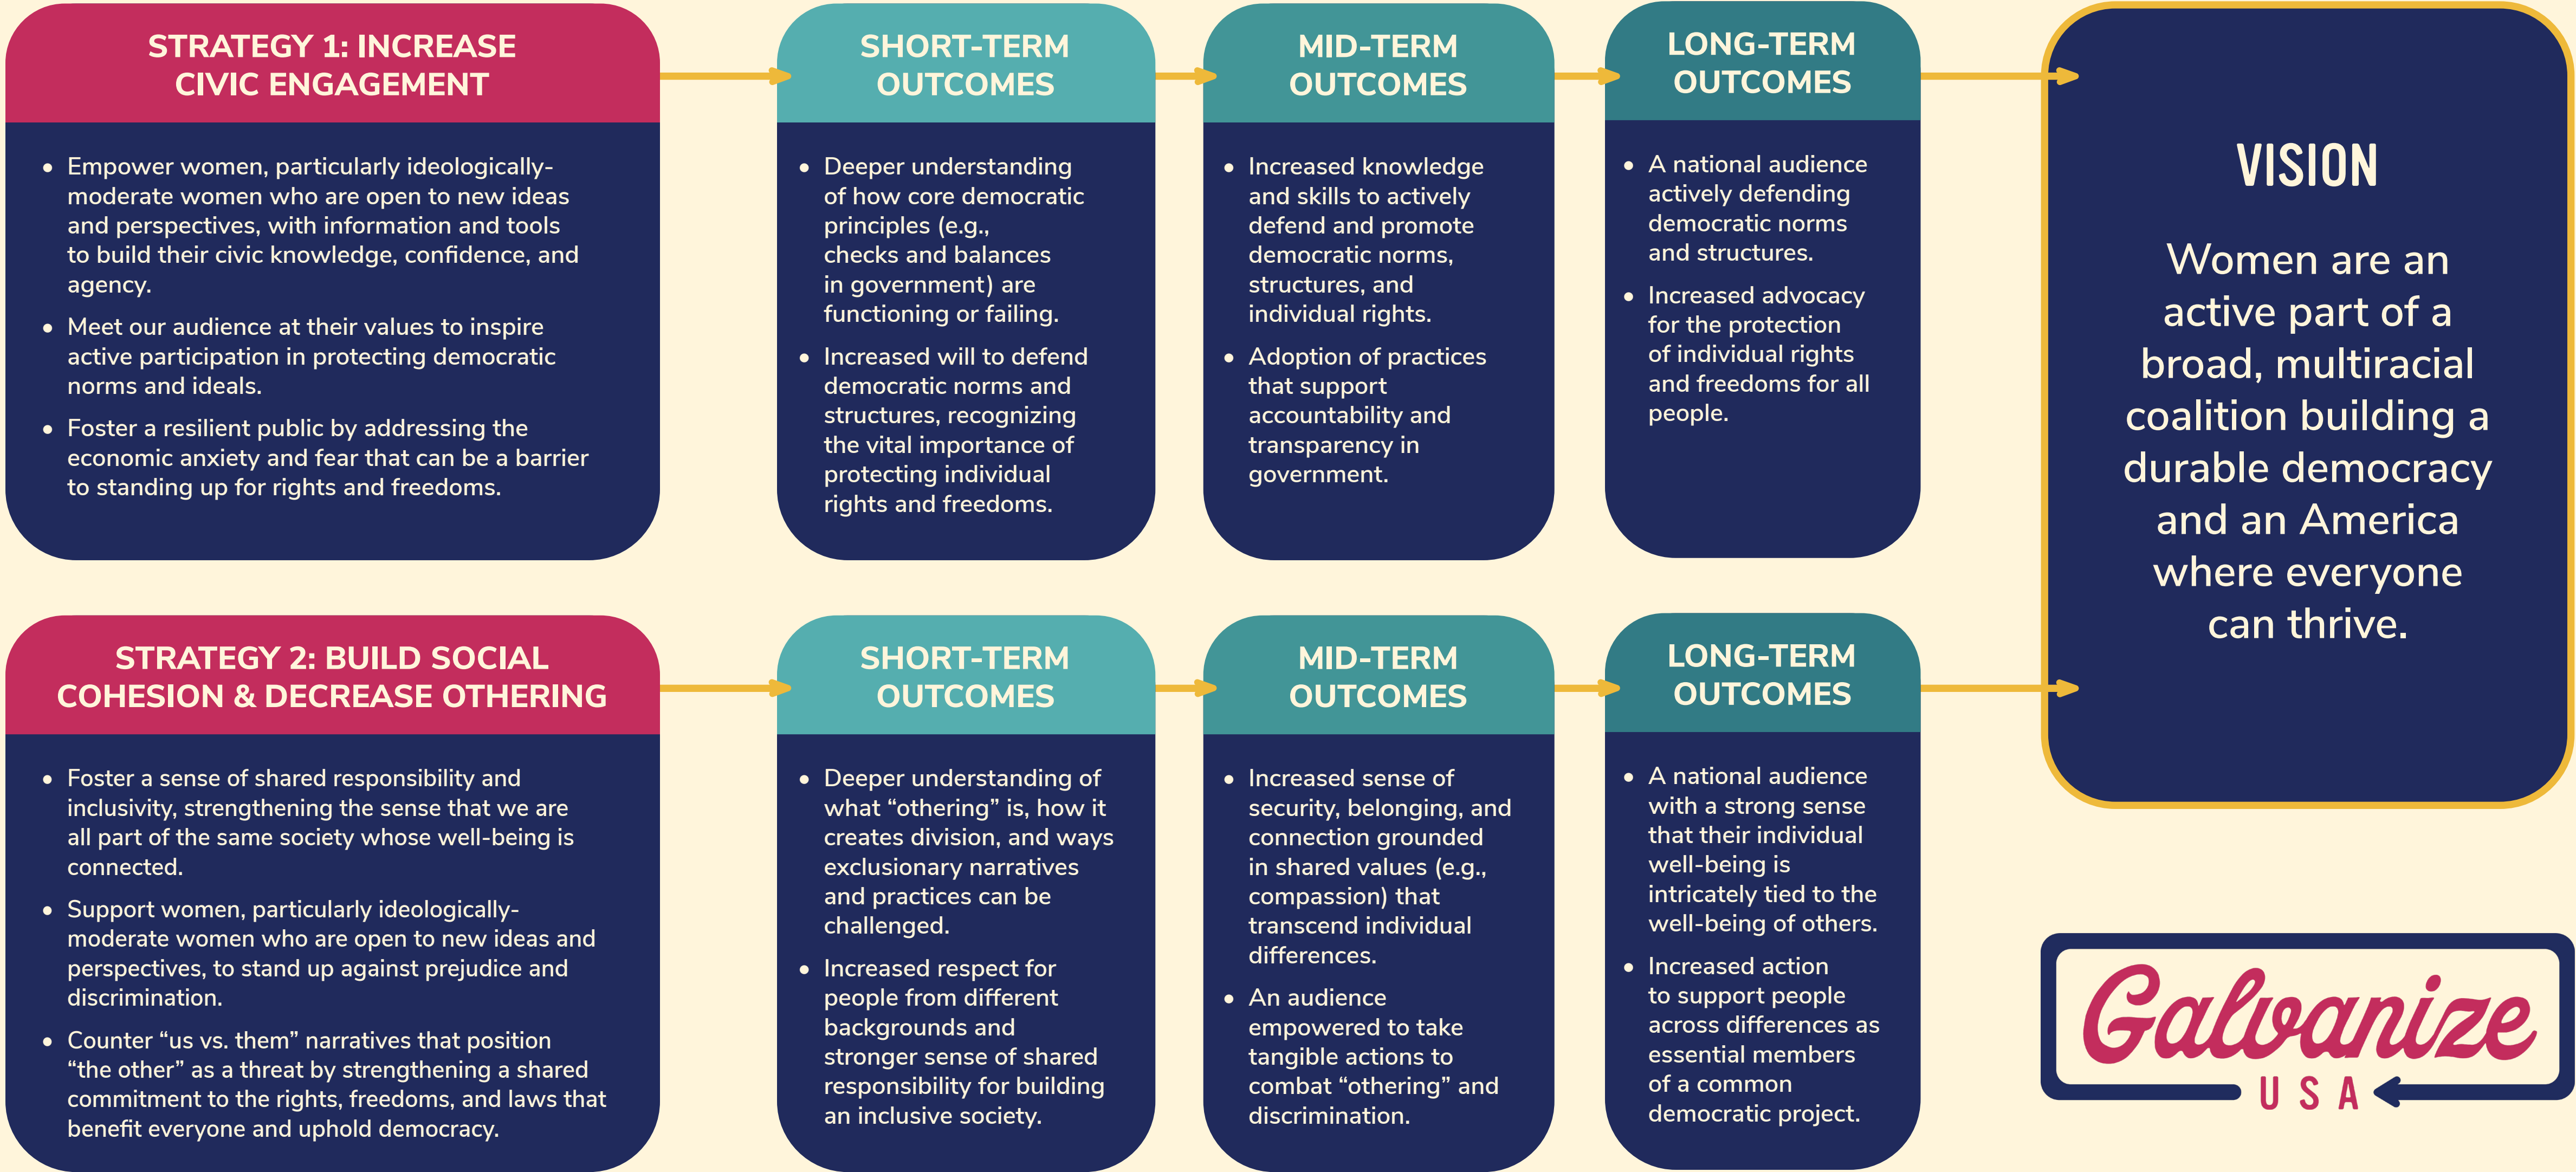 STRATEGY 1: INCREASE
CIVIC ENGAGEMENT
• Empower women, particularly ideologically-
moderate women who are open to new ideas
and perspectives, with information and tools
to build their civic knowledge, confidence, and
agency.
• Meet our audience at their values to inspire
active participation in protecting democratic
norms and ideals.
• Foster a resilient public by addressing the
economic anxiety and fear that can be a barrier
to standing up for rights and freedoms.
SHORT-TERM
OUTCOMES
• Deeper understanding
of how core democratic
principles (e.g.,
checks and balances
in government) are
functioning or failing.
• Increased will to defend
democratic norms and
structures, recognizing
the vital importance of
protecting individual
rights and freedoms.
MID-TERM
OUTCOMES
• Increased knowledge
and skills to actively
defend and promote
democratic norms,
structures, and
individual rights.
• Adoption of practices
that support
accountability and
transparency in
government.
LONG-TERM
OUTCOMES
• A national audience
actively defending
democratic norms
and structures.
• Increased advocacy
for the protection
of individual rights
and freedoms for all
people.
VISION
Women are an
active part of a
broad, multiracial
coalition building a
durable democracy
and an America
where everyone
can thrive.
STRATEGY 2: BUILD SOCIAL
COHESION & DECREASE OTHERING
• Foster a sense of shared responsibility and
inclusivity, strengthening the sense that we are
all part of the same society whose well-being is
connected.
• Support women, particularly ideologically-
moderate women who are open to new ideas and
perspectives, to stand up against prejudice and
discrimination.
• Counter “us vs. them” narratives that position
“the other” as a threat by strengthening a shared
commitment to the rights, freedoms, and laws that
benefit everyone and uphold democracy.
SHORT-TERM
OUTCOMES
• Deeper understanding of
what “othering” is, how it
creates division, and ways
exclusionary narratives
and practices can be
challenged.
• Increased respect for
people from different
backgrounds and
stronger sense of shared
responsibility for building
an inclusive society.
MID-TERM
OUTCOMES
• Increased sense of
security, belonging, and
connection grounded
in shared values (e.g.,
compassion) that
transcend individual
differences.
• An audience
empowered to take
tangible actions to
combat “othering” and
discrimination.
LONG-TERM
OUTCOMES
• A national audience
with a strong sense
that their individual
well-being is
intricately tied to the
well-being of others.
• Increased action
to support people
across differences as
essential members
of a common
democratic project.
Galvanize
USA